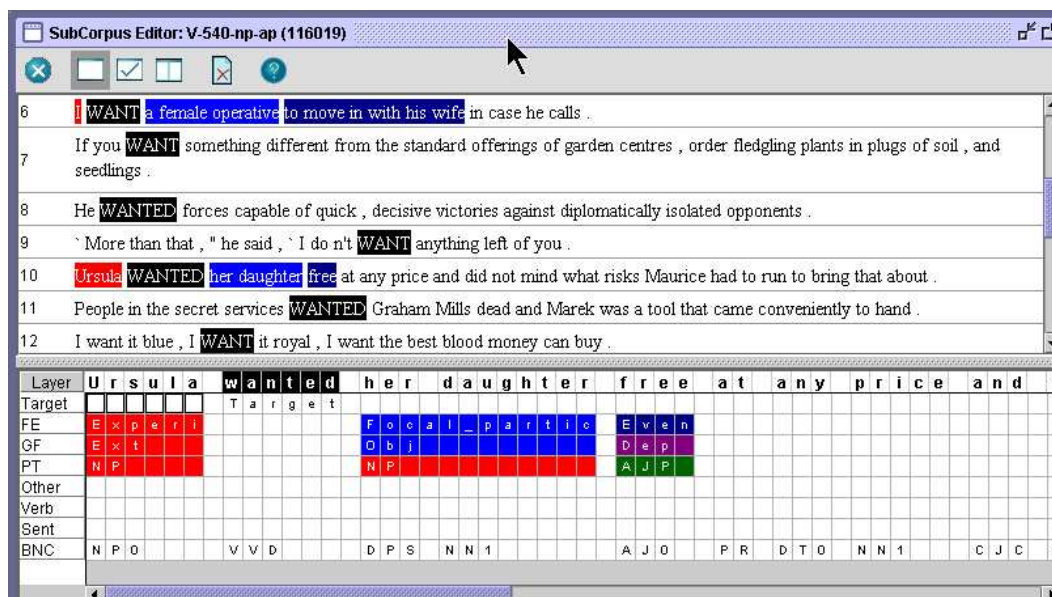 SubCorpus Editor: V-540-np-ap (116019)
6 I WANT a female operative to move in with his wife in case he calls .
7 If you WANT something different from the standard offerings of garden centres , order fledgling plants in plugs of soil , and
seedlings .
8 He WANTED forces capable of quick , decisive victories against diplomatically isolated opponents .
9 ` More than that , " he said , ` I do n't WANT anything left of you .
10 Ursula WANTED her daughter free at any price and did not mind what risks Maurice had to run to bring that about .
11 People in the secret services WANTED Graham Mills dead and Marek was a tool that came conveniently to hand .
12 I want it blue , I WANT it royal , I want the best blood money can buy .
Layer Ursula wanted her daughter free at any price and
Target Target
FE Experi Focal_partic Even
GF Ext Obj Dep
PT NP NP AJP
Other
Verb
Sent
BNC NP0 VVD DPS NN1 AJ0 PR DT0 NN1 CJC